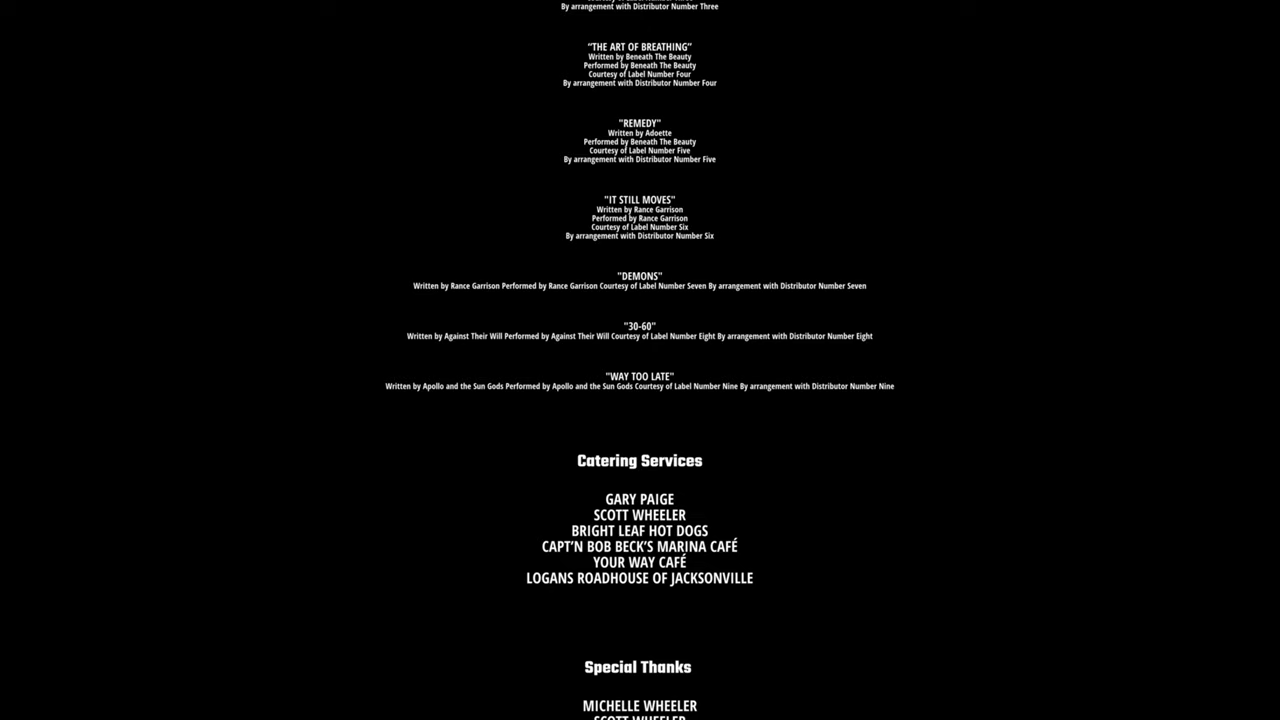 Courtesy of Label Number Three
By arrangement with Distributor Number Three
“THE ART OF BREATHING”
Written by Beneath The Beauty
Performed by Beneath The Beauty
Courtesy of Label Number Four
By arrangement with Distributor Number Four
"REMEDY"
Written by Adoette
Performed by Beneath The Beauty
Courtesy of Label Number Five
By arrangement with Distributor Number Five
"IT STILL MOVES"
Written by Rance Garrison
Performed by Rance Garrison
Courtesy of Label Number Six
By arrangement with Distributor Number Six
"DEMONS"
Written by Rance Garrison Performed by Rance Garrison Courtesy of Label Number Seven By arrangement with Distributor Number Seven
"30-60"
Written by Against Their Will Performed by Against Their Will Courtesy of Label Number Eight By arrangement with Distributor Number Eight
"WAY TOO LATE"
Written by Apollo and the Sun Gods Performed by Apollo and the Sun Gods Courtesy of Label Number Nine By arrangement with Distributor Number Nine
Catering Services
GARY PAIGE
SCOTT WHEELER
BRIGHT LEAF HOT DOGS
CAPT’N BOB BECK’S MARINA CAFÉ
YOUR WAY CAFÉ
LOGANS ROADHOUSE OF JACKSONVILLE
Special Thanks
MICHELLE WHEELER
SCOTT WHEELER